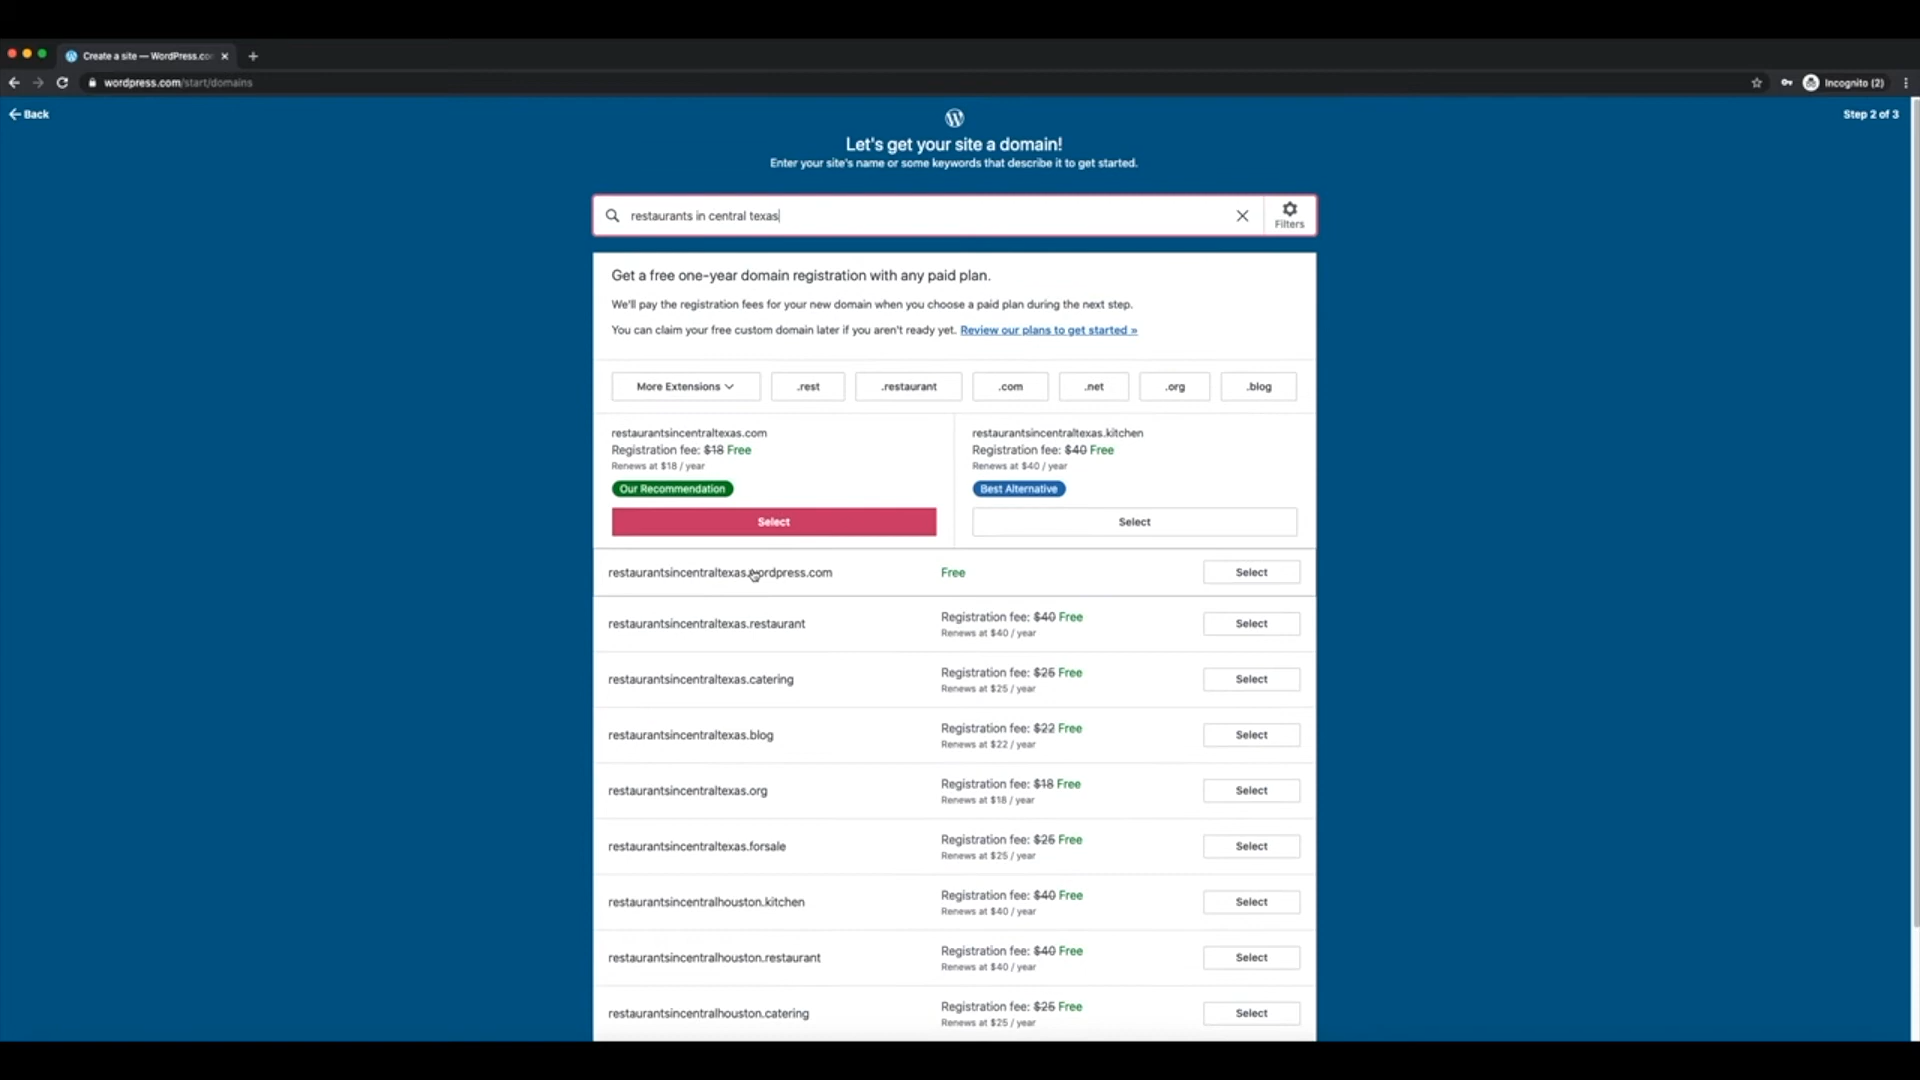 Create a site — WordPress.co
wordpress.com/start/domains
Incognito (2)
Back
Step 2 of 3
Let's get your site a domain!
Enter your site's name or some keywords that describe it to get started.
restaurants in central texas
Filters
Get a free one-year domain registration with any paid plan.
We'll pay the registration fees for your new domain when you choose a paid plan during the next step.
You can claim your free custom domain later if you aren't ready yet. Review our plans to get started »
More Extensions .rest .restaurant .com .net .org .blog
restaurantsincentraltexas.com
Registration fee: $18 Free
Renews at $18 / year
Our Recommendation
Select
restaurantsincentraltexas.kitchen
Registration fee: $40 Free
Renews at $40 / year
Best Alternative
Select
restaurantsincentraltexas.wordpress.com Free Select
restaurantsincentraltexas.restaurant Registration fee: $40 Free Select
Renews at $40 / year
restaurantsincentraltexas.catering Registration fee: $25 Free Select
Renews at $25 / year
restaurantsincentraltexas.blog Registration fee: $22 Free Select
Renews at $22 / year
restaurantsincentraltexas.org Registration fee: $18 Free Select
Renews at $18 / year
restaurantsincentraltexas.forsale Registration fee: $25 Free Select
Renews at $25 / year
restaurantsincentralhouston.kitchen Registration fee: $40 Free Select
Renews at $40 / year
restaurantsincentralhouston.restaurant Registration fee: $40 Free Select
Renews at $40 / year
restaurantsincentralhouston.catering Registration fee: $25 Free Select
Renews at $25 / year